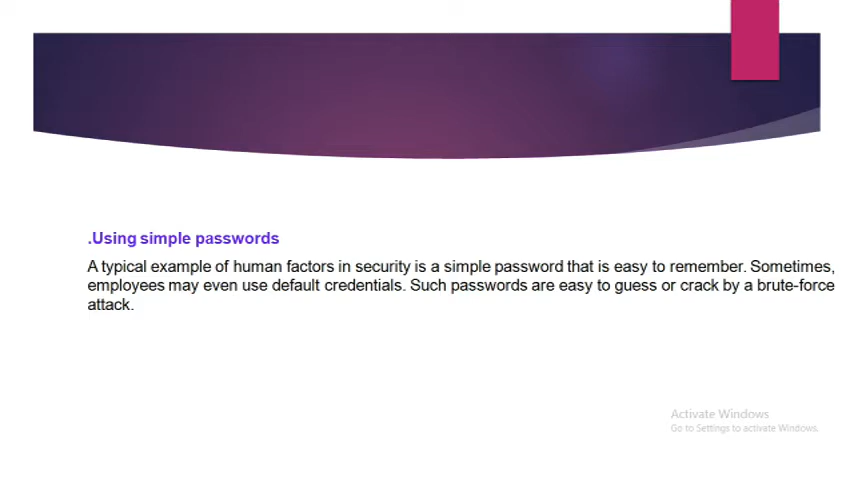 .Using simple passwords
A typical example of human factors in security is a simple password that is easy to remember. Sometimes,
employees may even use default credentials. Such passwords are easy to guess or crack by a brute-force
attack.
Activate Windows
Go to Settings to activate Windows.